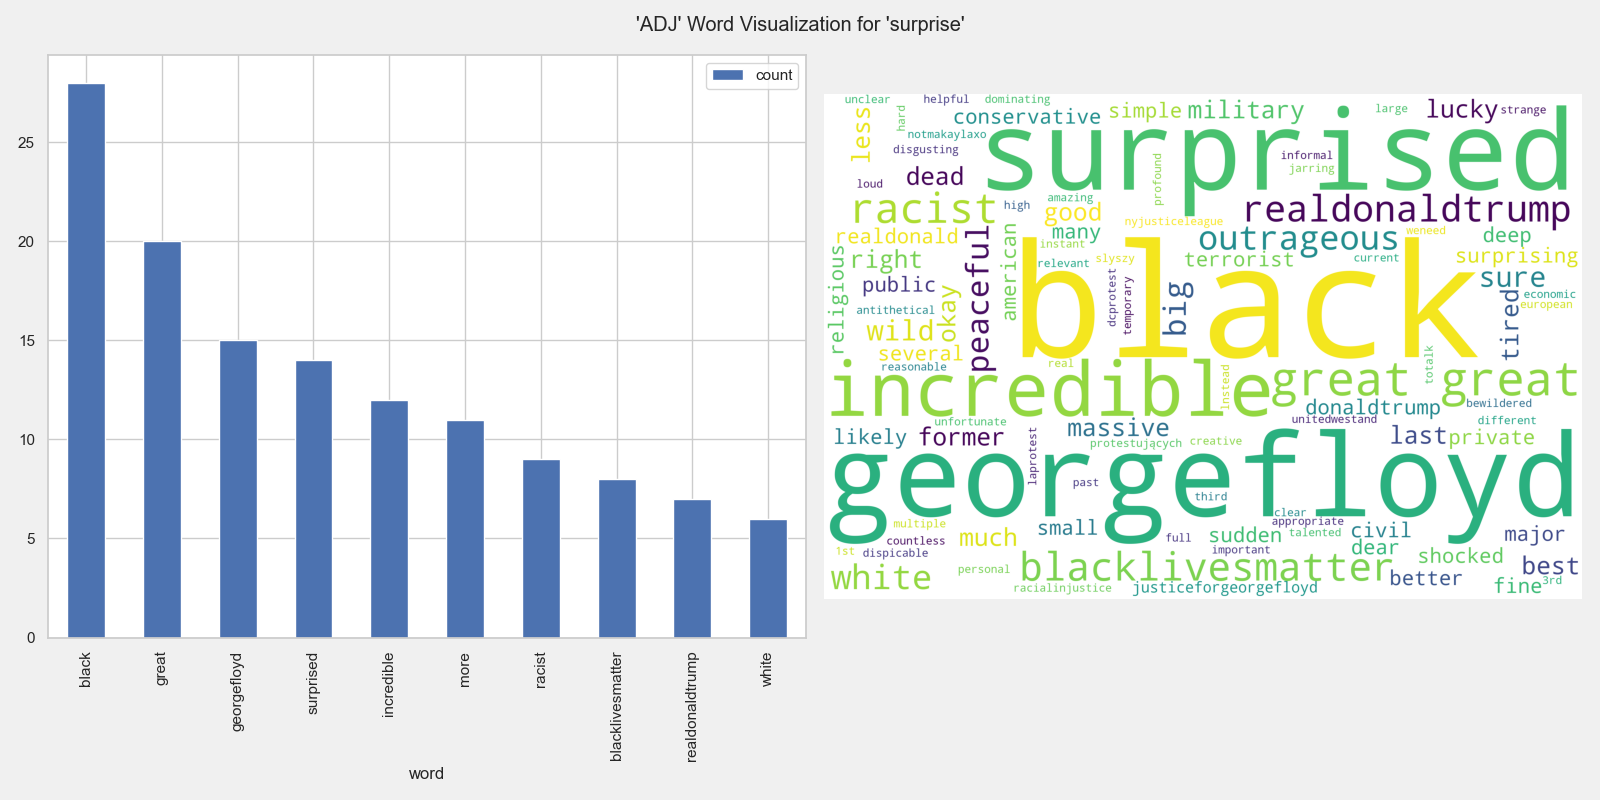 'ADJ' Word Visualization for 'surprise'
count
25
20
15
10
5
0
black
great
georgefloyd
surprised
incredible
more
racist
blacklivesmatter
realdonaldtrump
white
word
unclear
hard
helpful
dominating
simple
military
large
lucky
strange
less
conservative
notmakaylaxo
disgusting
surprised
informal
jarring
profound
loud
dead
amazing
racist
high
good
nyjusticeleague
realdonaldtrump
weneed
realdonald
peaceful
american
many
instant
outrageous
deep
religious
right
relevant
slyszy
terrorist
current
surprising
public
black
dcprotest
temporary
big
sure
economic
european
antithetical
okay
wild
tired
several
reasonable
real
incredible
instead
great
totalk
great
donaldtrump
bewildered
unfortunate
unitedwestand
different
likely
former
massive
last
private
laprotest
protestujących
creative
georgefloyd
past
third
clear
multiple
small
appropriate
countless
much
full
sudden
talented
civil
major
1st
dispicable
important
dear
shocked
white
personal
blacklivesmatter
better
best
racialinjustice
justiceforgeorgefloyd
fine
3rd